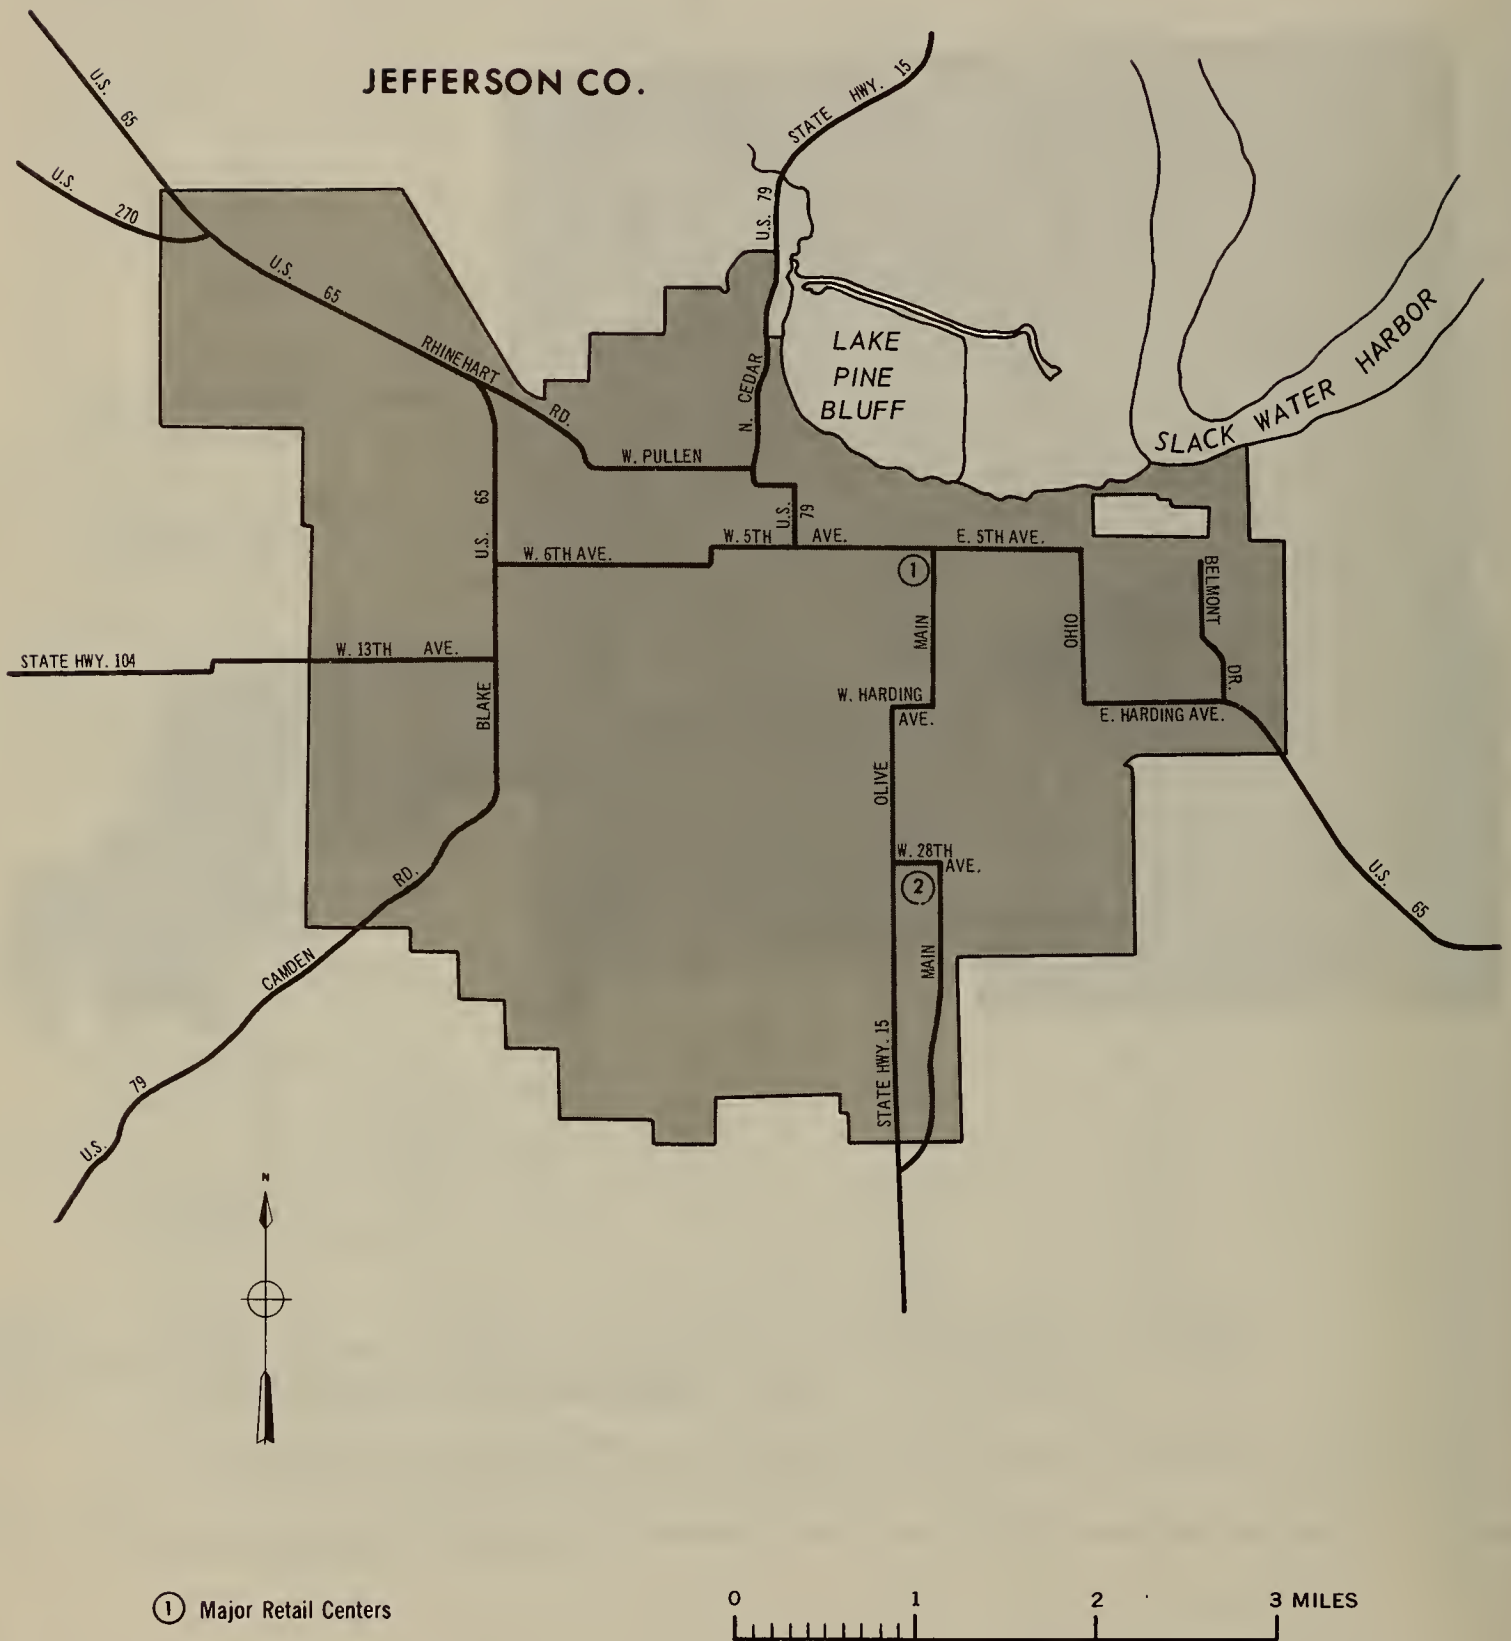 JEFFERSON CO.
U.S. 65
STATE HWY. 15
U.S. 270
U.S. 79
U.S. 65
RHINEHART RD.
N. CEDAR
LAKE
PINE
BLUFF
SLACK WATER HARBOR
W. PULLEN
U.S. 65
U.S. 79
W. 5TH AVE.
E. 5TH AVE.
W. 6TH AVE.
1
BELMONT DR.
MAIN
OHIO
W. 13TH AVE.
STATE HWY. 104
BLAKE
W. HARDING
AVE.
E. HARDING AVE.
OLIVE
W. 28TH
AVE.
2
U.S. 65
CAMDEN RD.
MAIN
STATE HWY. 15
U.S. 79
N
1 Major Retail Centers
0 1 2 3 MILES